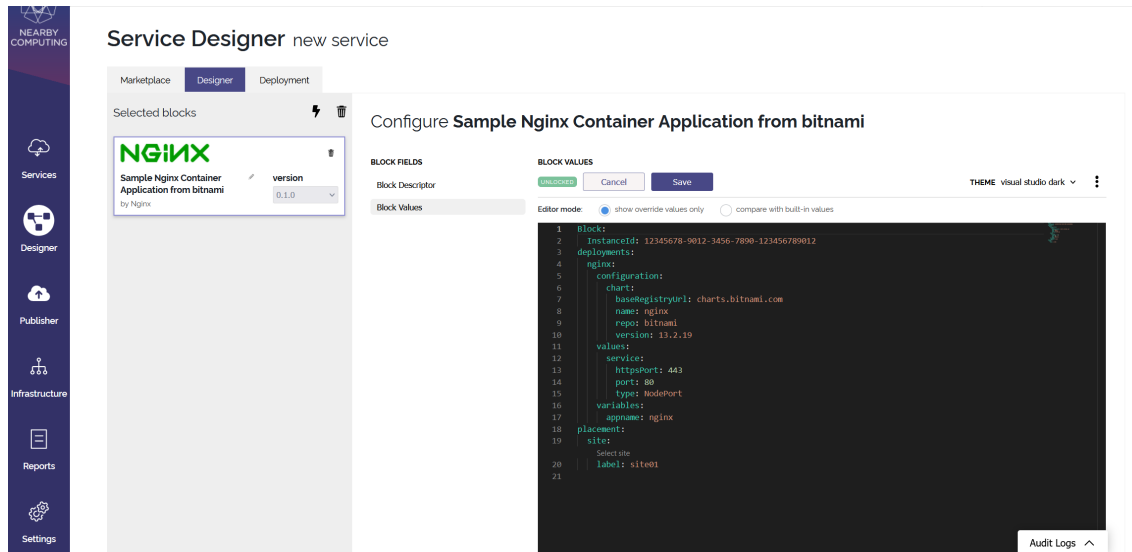 NEARBY
COMPUTING
Services
Designer
Publisher
Infrastructure
Reports
Settings
Service Designer new service
Marketplace Designer Deployment
Selected blocks
NGINX
Sample Nginx Container
Application from bitnami
by Nginx
version
0.1.0
Configure Sample Nginx Container Application from bitnami
BLOCK FIELDS
Block Descriptor
Block Values
BLOCK VALUES
UNLOCKED Cancel Save
THEME visual studio dark
Editor mode: show override values only compare with built-in values
1 Block:
2 InstanceId: 12345678-9012-3456-7890-123456789012
3 deployments:
4 nginx:
5 configuration:
6 chart:
7 baseRegistryUrl: charts.bitnami.com
8 name: nginx
9 repo: bitnami
10 version: 13.2.19
11 values:
12 service:
13 httpsPort: 443
14 port: 80
15 type: NodePort
16 variables:
17 appname: nginx
18 placement:
19 site:
Select site
20 label: site01
21
Audit Logs